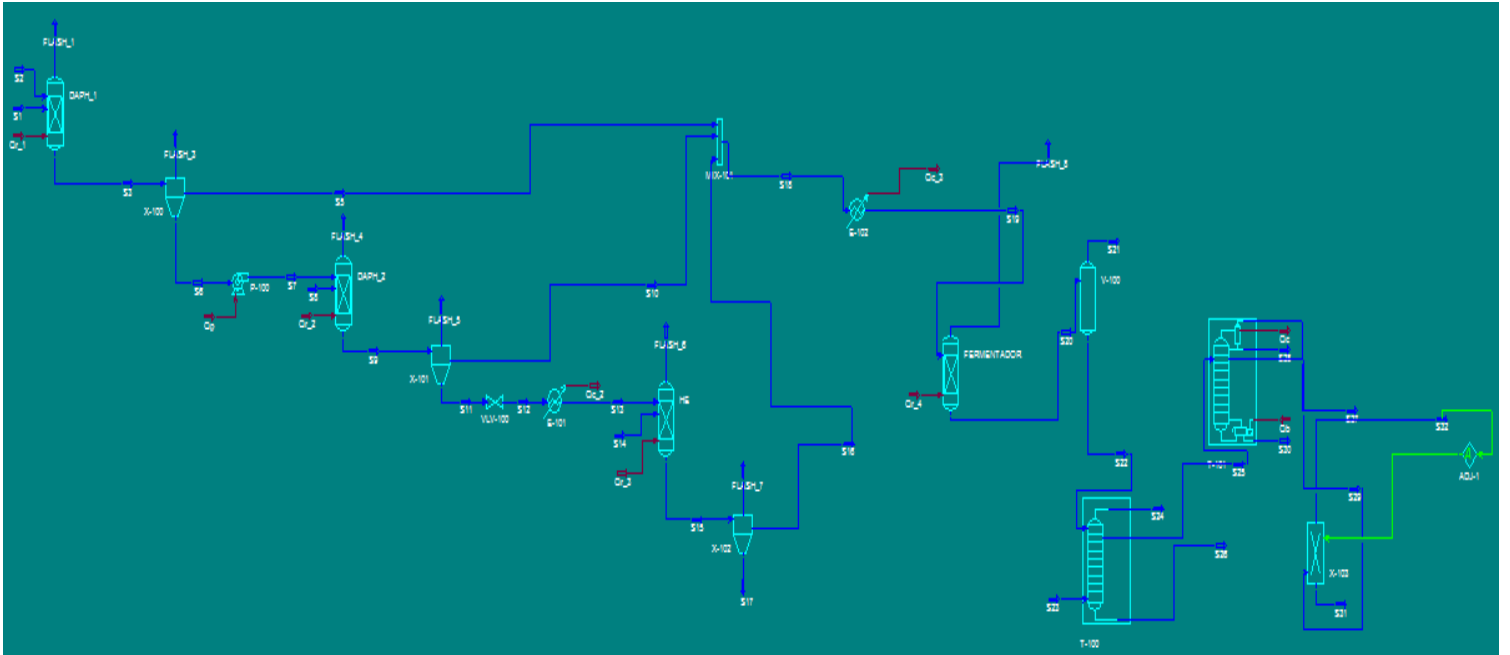 FLASH_1
S2
DAPH_1
S1
Qr_1
FLASH_3
S3
X-100
S5
MIX-101
S18
Qc_3
E-102
S19
FLASH_8
FLASH_4
DAPH_2
S6
P-100
S7
S8
Qp
Qr_2
S10
FLASH_5
S9
X-101
FLASH_6
S11
VLV-100
S12
E-101
Qc_2
S13
HE
S14
Qr_3
S16
S15
FLASH_7
X-102
S17
FERMENTADOR
Qr_4
S20
S21
V-100
S22
S23
S24
S26
T-100
T-101
S25
Qc
Qb
S30
S32
S29
ADJ-1
X-103
S31